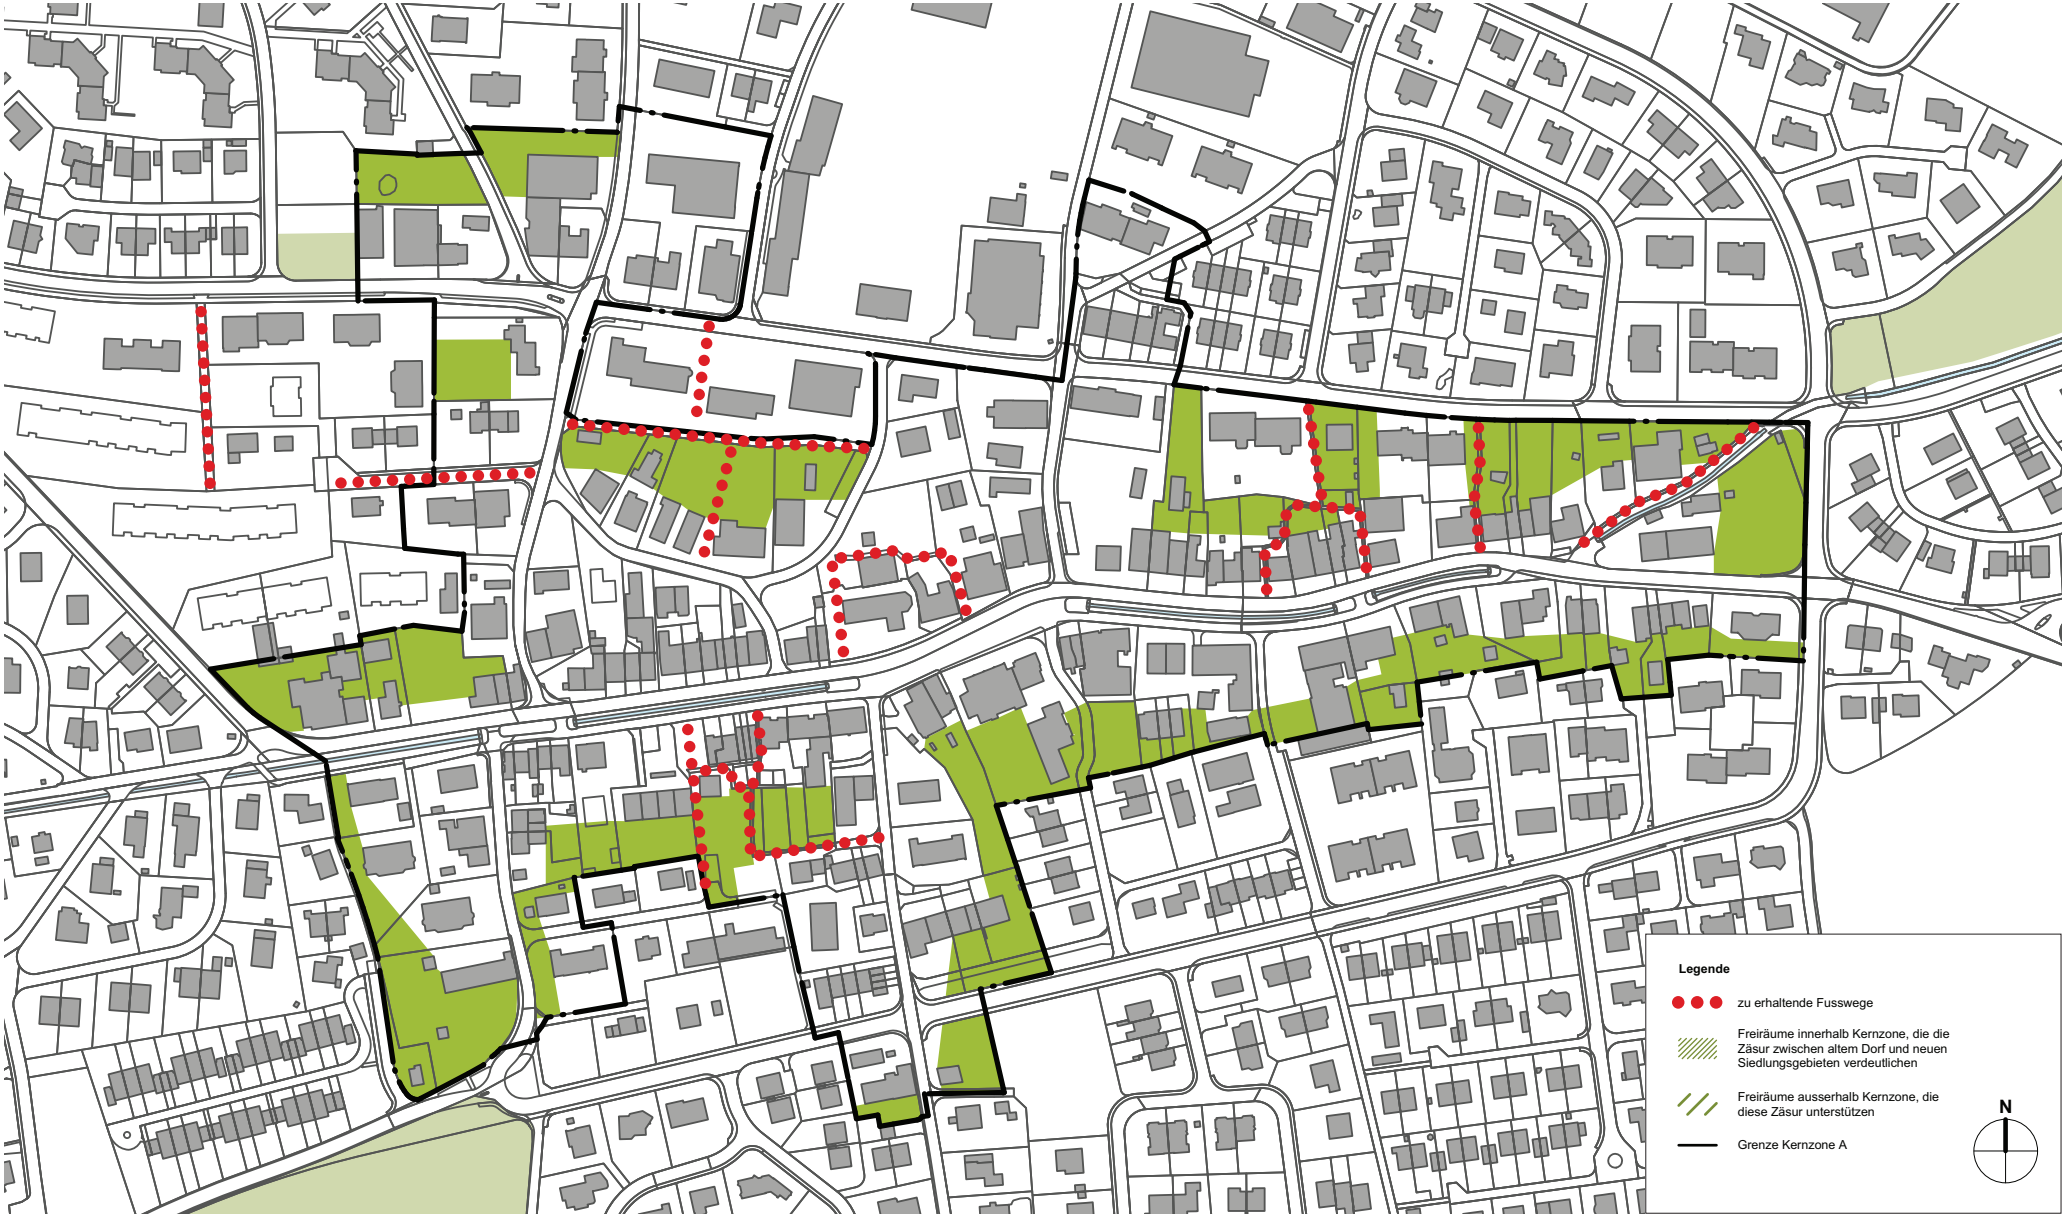 Legende
zu erhaltende Fusswege
Freiräume innerhalb Kernzone, die die
Zäsur zwischen altem Dorf und neuen
Siedlungsgebieten verdeutlichen
Freiräume ausserhalb Kernzone, die
diese Zäsur unterstützen
N
Grenze Kernzone A